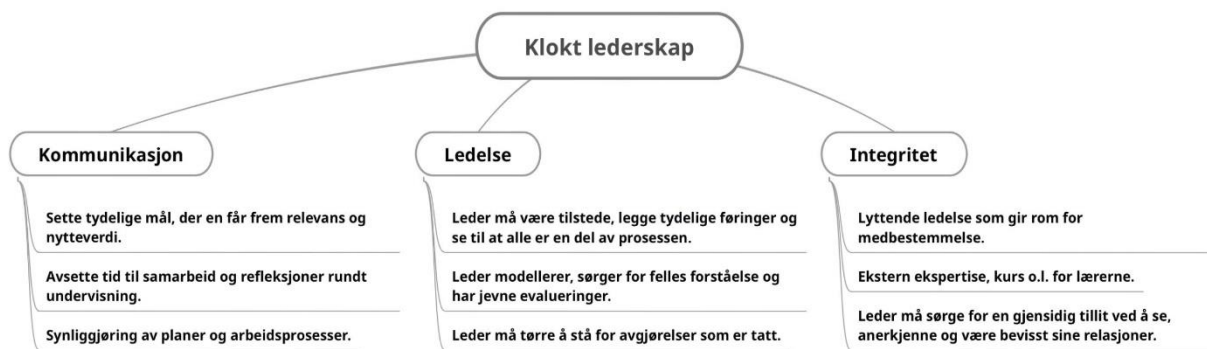 Klokt lederskap
Kommunikasjon
Sette tydelige mål, der en får frem relevans og
nytteverdi.
Avsette tid til samarbeid og refleksjoner rundt
undervisning.
Synliggjøring av planer og arbeidsprosesser.
Ledelse
Leder må være tilstede, legge tydelige føringer og
se til at alle er en del av prosessen.
Leder modellerer, sørger for felles forståelse og
har jevne evalueringer.
Leder må tørre å stå for avgjørelser som er tatt.
Integritet
Lyttende ledelse som gir rom for
medbestemmelse.
Ekstern ekspertise, kurs o.l. for lærerne.
Leder må sørge for en gjensidig tillit ved å se,
anerkjenne og være bevisst sine relasjoner.